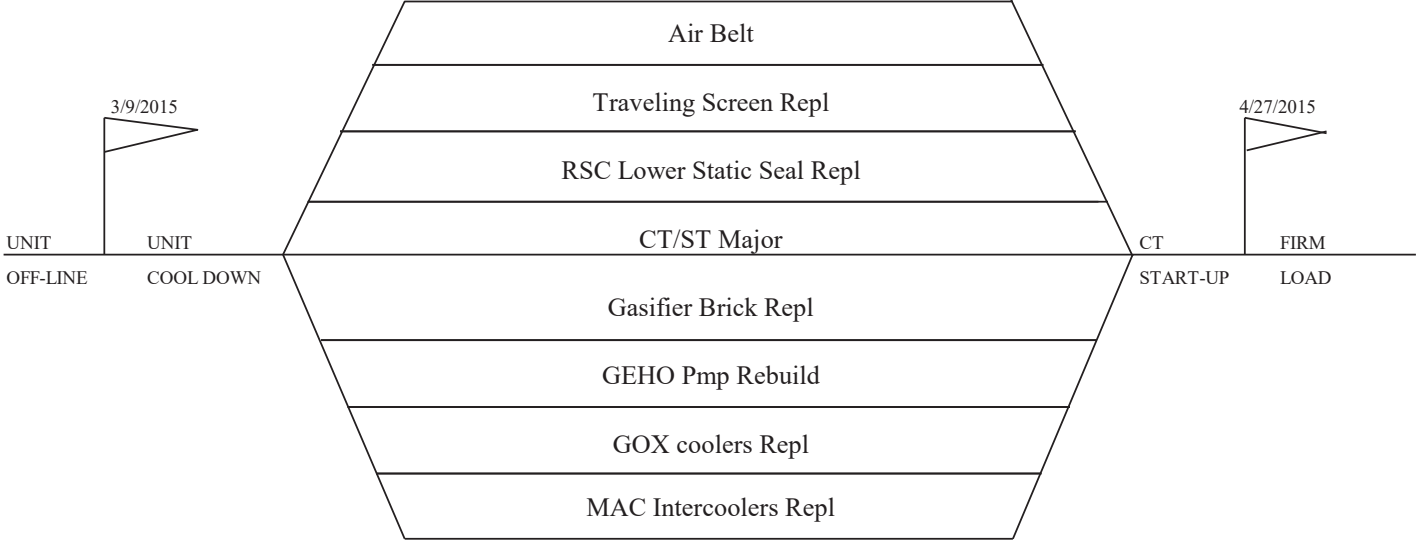 Air Belt
3/9/2015
Traveling Screen Repl
4/27/2015
RSC Lower Static Seal Repl
UNIT
OFF-LINE
UNIT
COOL DOWN
CT/ST Major
CT
START-UP
FIRM
LOAD
Gasifier Brick Repl
GEHO Pmp Rebuild
GOX coolers Repl
MAC Intercoolers Repl